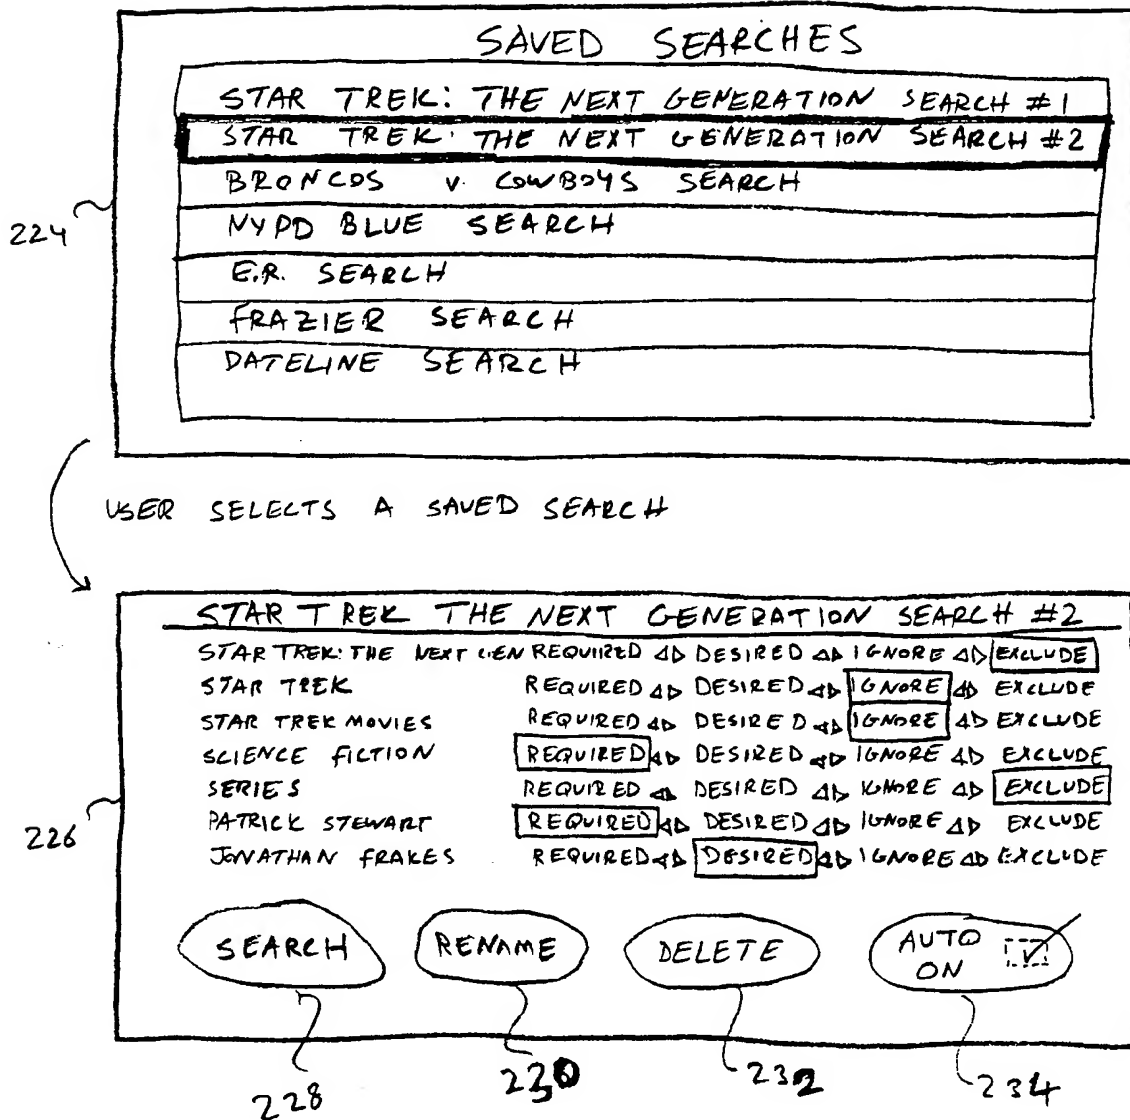 SAVED SEARCHES
STAR TREK: THE NEXT GENERATION SEARCH #1
STAR TREK: THE NEXT GENERATION SEARCH #2
BRONCOS v. COWBOYS SEARCH
224
NYPD BLUE SEARCH
E.R. SEARCH
FRAZIER SEARCH
DATELINE SEARCH
USER SELECTS A SAVED SEARCH
STAR TREK THE NEXT GENERATION SEARCH #2
STAR TREK: THE NEXT GEN REQUIRED ◁▷ DESIRED ◁▷ IGNORE ◁▷ EXCLUDE
STAR TREK REQUIRED ◁▷ DESIRED ◁▷ IGNORE ◁▷ EXCLUDE
STAR TREK MOVIES REQUIRED ◁▷ DESIRED ◁▷ IGNORE ◁▷ EXCLUDE
SCIENCE FICTION REQUIRED ◁▷ DESIRED ◁▷ IGNORE ◁▷ EXCLUDE
SERIES REQUIRED ◁▷ DESIRED ◁▷ IGNORE ◁▷ EXCLUDE
226
PATRICK STEWART REQUIRED ◁▷ DESIRED ◁▷ IGNORE ◁▷ EXCLUDE
JONATHAN FRAKES REQUIRED ◁▷ DESIRED ◁▷ IGNORE ◁▷ EXCLUDE
SEARCH RENAME DELETE AUTO ON
228 230 232 234